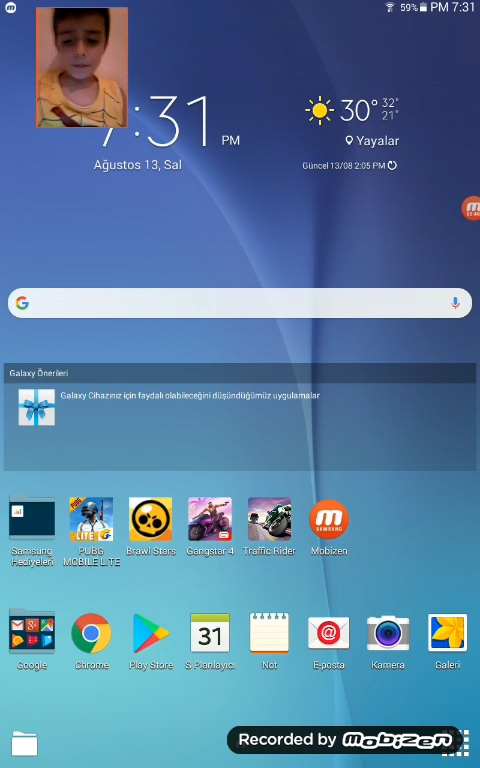 59% PM 7:31
7:31 PM
Ağustos 13, Sal
30° 32° 21°
Yayalar
Güncel 13/08 2:05 PM
Galaxy Önerileri
Galaxy Cihazınız için faydalı olabileceğini düşündüğümüz uygulamalar
Samsung Hediyeleri
PUBG MOBILE LITE
Brawl Stars
Gangstar 4
Traffic Rider
Mobizen
LITE
SAMSUNG
31
Google
Chrome
Play Store
S Planlayıcı
Not
E-posta
Kamera
Galeri
Recorded by Mobizen